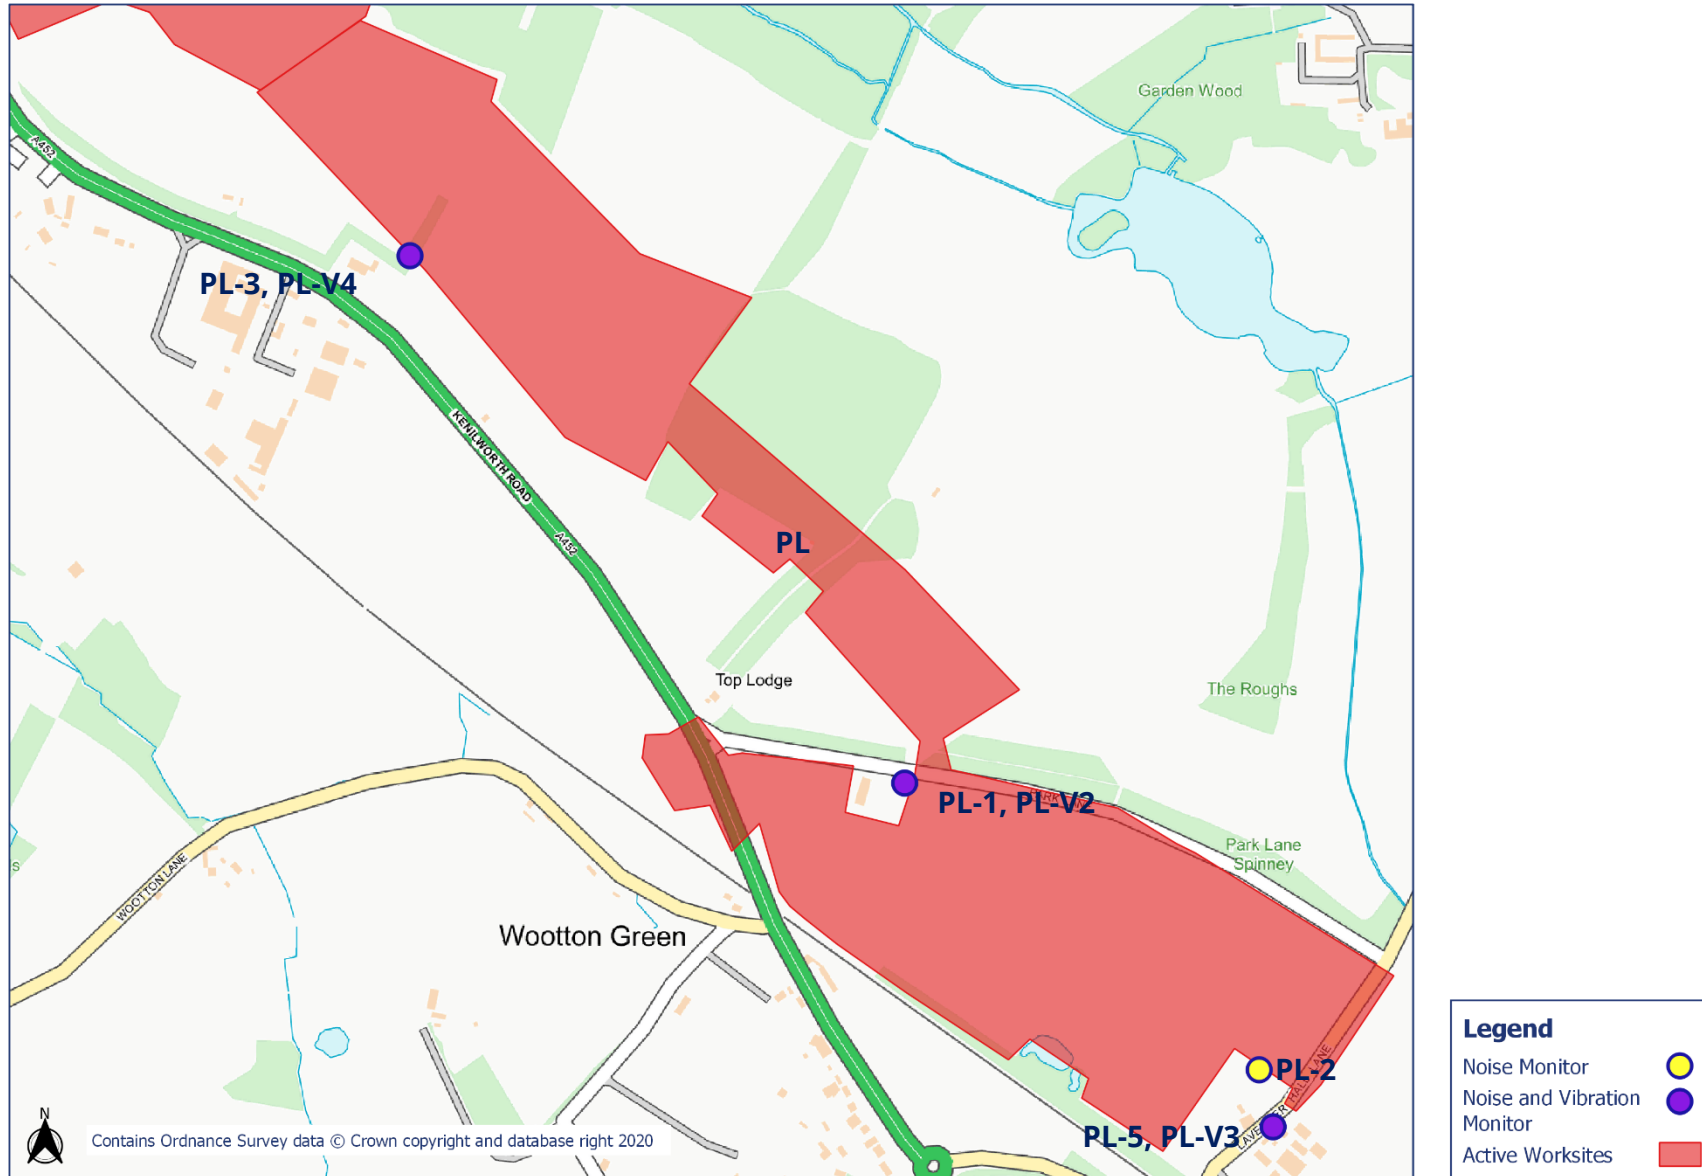 Garden Wood
A452
PL-3, PL-V4
KENILWORTH ROAD
A452
PL
Top Lodge
The Roughs
PL-1, PL-V2
Park Lane
Spinney
WOOTTON LANE
Wootton Green
PL-2
PL-5, PL-V3
N
Contains Ordnance Survey data © Crown copyright and database right 2020
Legend
Noise Monitor
Noise and Vibration
Monitor
Active Worksites